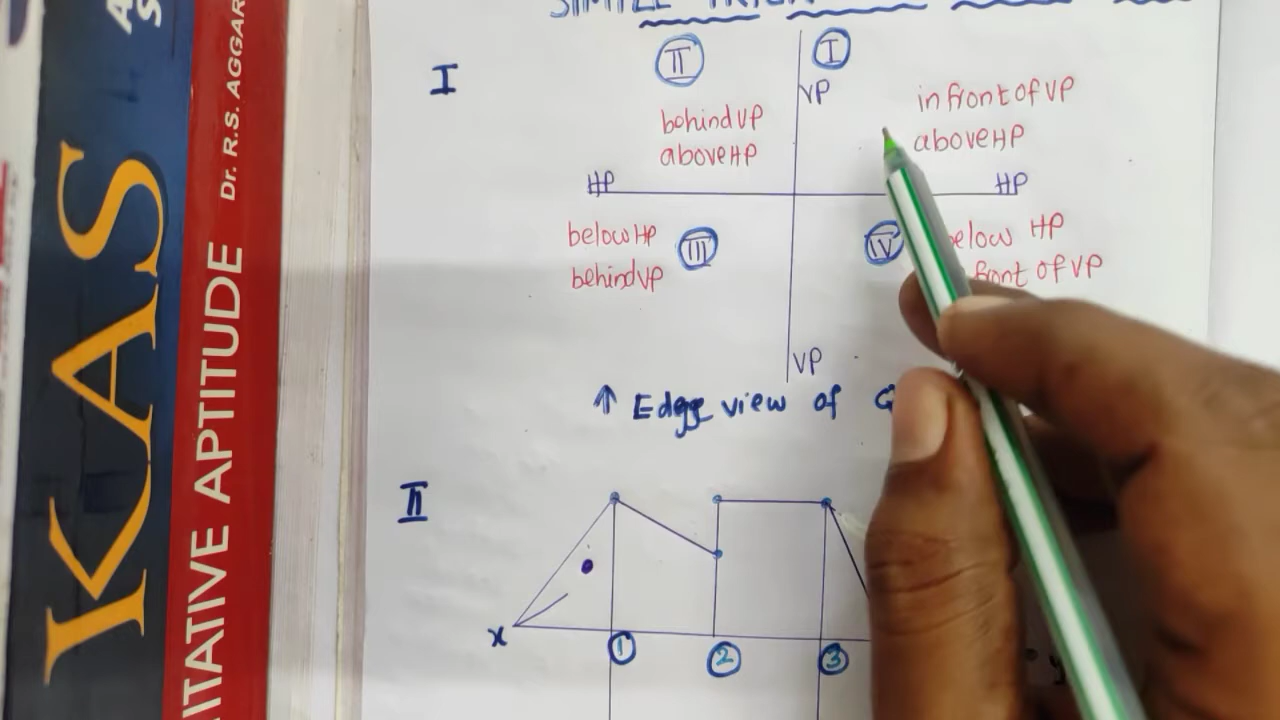 KAS
Dr. R.S. AGGAR
ITATIVE APTITUDE
I
II
I
VP
in front of VP
above HP
behind VP
above HP
HP
HP
below HP
behind VP
III
IV
elow HP
front of VP
VP
↑ Edge view of
II
X
1
2
3
y